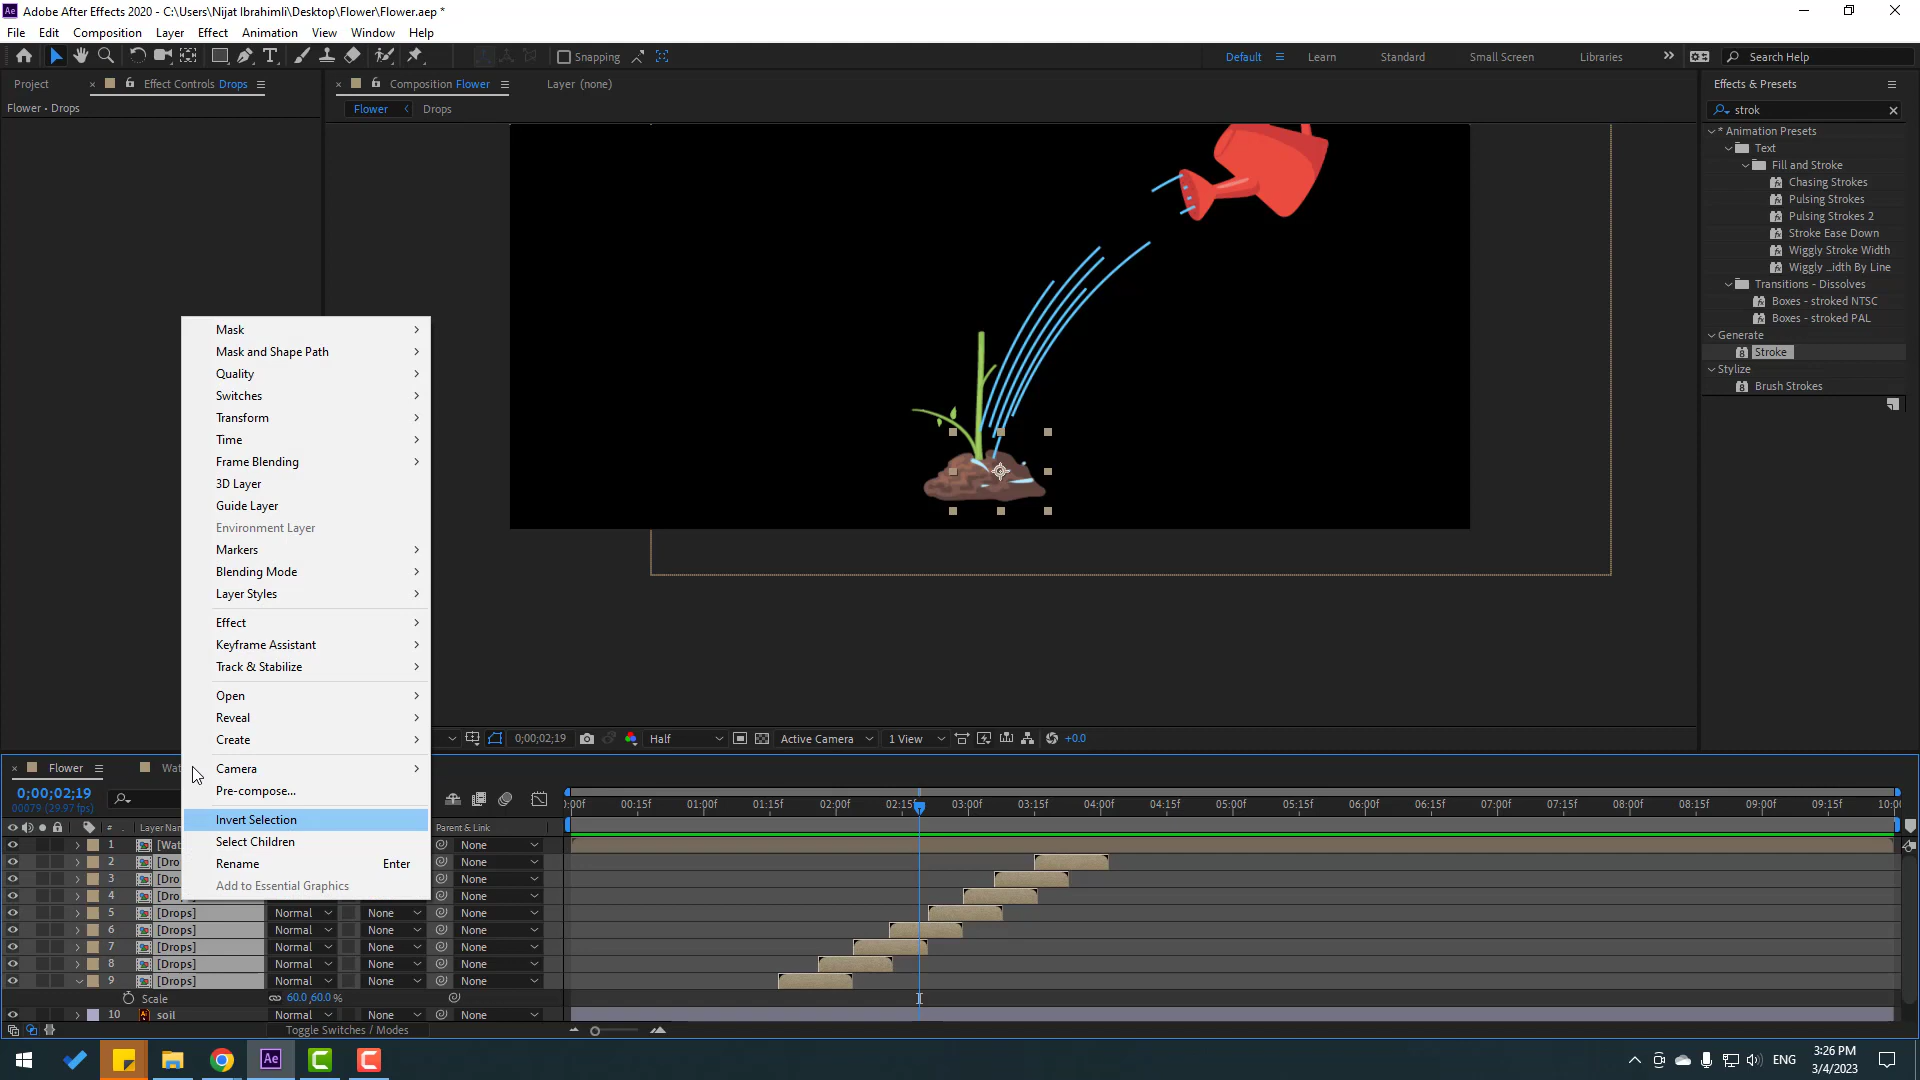 Adobe After Effects 2020 - C:\Users\Nijat Ibrahimli\Desktop\Flower\Flower.aep *
File Edit Composition Layer Effect Animation View Window Help
Snapping
Default Learn Standard Small Screen Libraries Search Help
Project Effect Controls Drops Composition Flower Layer (none) Effects & Presets
Flower • Drops
Flower Drops
strok
* Animation Presets
Text
Fill and Stroke
Chasing Strokes
Pulsing Strokes
Pulsing Strokes 2
Stroke Ease Down
Wiggly Stroke Width
Wiggly ...idth By Line
Transitions - Dissolves
Boxes - stroked NTSC
Boxes - stroked PAL
Generate
Stroke
Stylize
Brush Strokes
Mask
Mask and Shape Path
Quality
Switches
Transform
Time
Frame Blending
3D Layer
Guide Layer
Environment Layer
Markers
Blending Mode
Layer Styles
Effect
Keyframe Assistant
Track & Stabilize
Open
Reveal
Create
Camera
Pre-compose...
Invert Selection
Select Children
Rename Enter
Add to Essential Graphics
0;00;02;19 Half Active Camera 1 View +0.0
Flower Wat
0;00;02;19
00079 (29.97 fps)
:00f 00:15f 01:00f 01:15f 02:00f 02:15f 03:00f 03:15f 04:00f 04:15f 05:00f 05:15f 06:00f 06:15f 07:00f 07:15f 08:00f 08:15f 09:00f 09:15f 10:00
# Layer Nam Parent & Link
1 [Wat None
2 [Dro None
3 [Dro None
4 [Dro None
5 [Drops] Normal None None
6 [Drops] Normal None None
7 [Drops] Normal None None
8 [Drops] Normal None None
9 [Drops] Normal None None
Scale 60.0,60.0 %
10 soil Normal None None
Toggle Switches / Modes
ENG
3:26 PM
3/4/2023